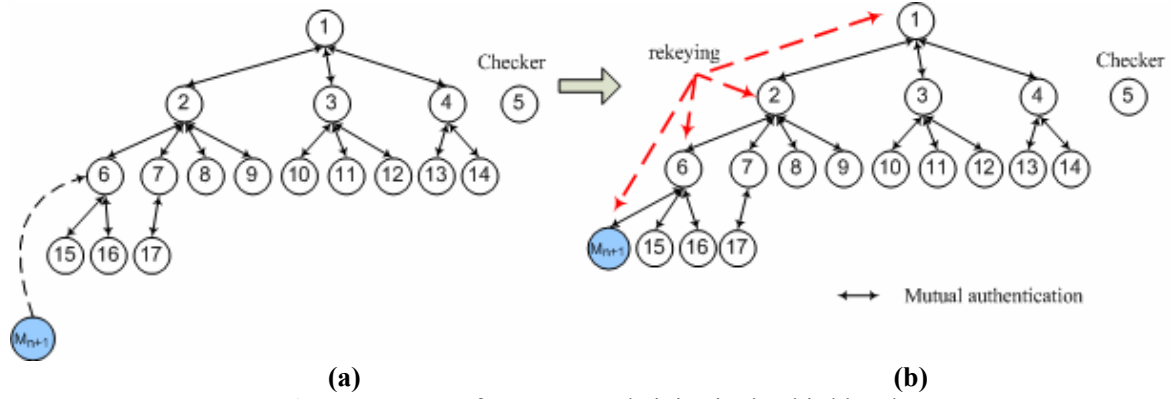 1
Checker
2 3 4 5
6 7 8 9 10 11 12 13 14
15 16 17
Mn+1
(a)
rekeying
1
Checker
2 3 4 5
6 7 8 9 10 11 12 13 14
Mn+1 15 16 17
Mutual authentication
(b)